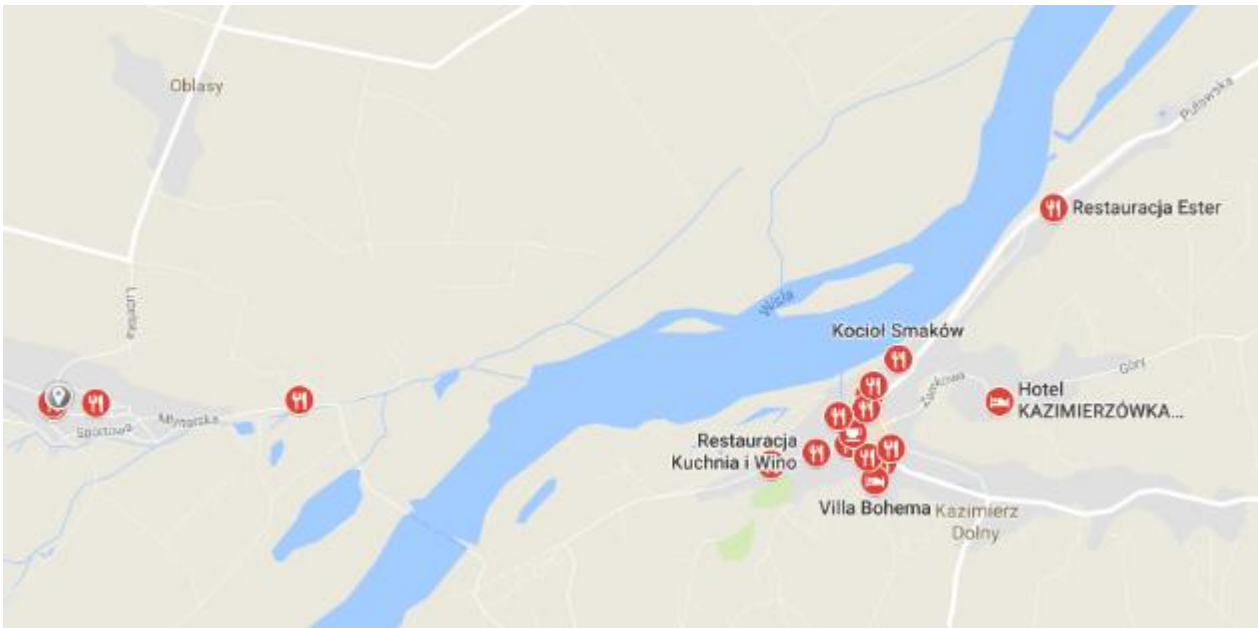 Oblasy
Puławska
Restauracja Ester
Wisła
Lucimska
Kocioł Smaków
Góry
Zamkowa
Hotel
KAZIMIERZÓWKA...
Młynarska
Sportowa
Restauracja
Kuchnia i Wino
Villa Bohema
Kazimierz
Dolny